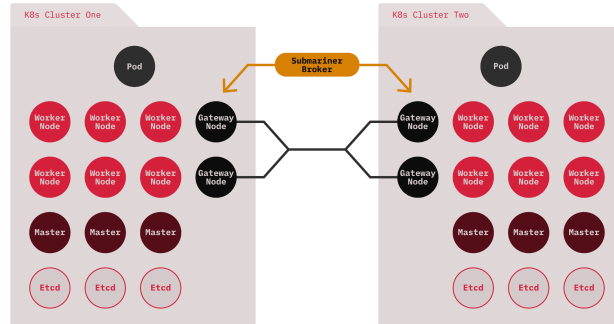 K8s Cluster One
K8s Cluster Two
Submariner
Broker
Pod
Pod
Worker
Node
Worker
Node
Worker
Node
Gateway
Node
Gateway
Node
Worker
Node
Worker
Node
Worker
Node
Worker
Node
Worker
Node
Worker
Node
Gateway
Node
Gateway
Node
Worker
Node
Worker
Node
Worker
Node
Master
Master
Master
Master
Master
Master
Etcd
Etcd
Etcd
Etcd
Etcd
Etcd